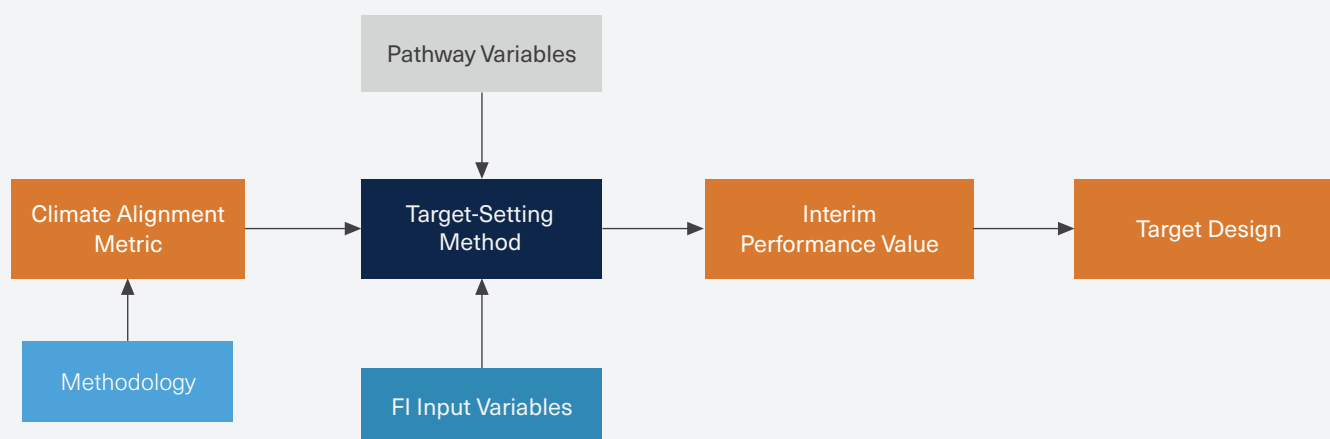 Pathway Variables
Climate Alignment
Metric
Target-Setting
Method
Interim
Performance Value
Target Design
Methodology
FI Input Variables